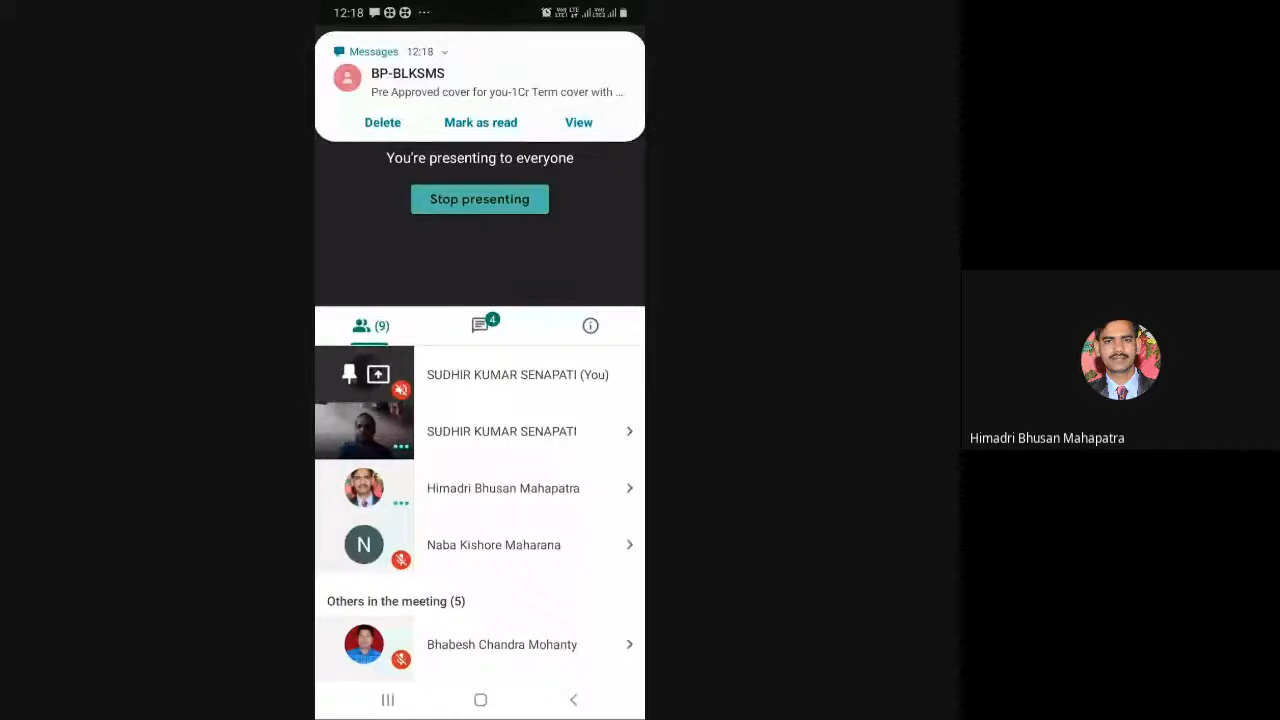 12:18
Messages 12:18
BP-BLKSMS
Pre Approved cover for you-1Cr Term cover with ...
Delete Mark as read View
You're presenting to everyone
Stop presenting
(9) 4
SUDHIR KUMAR SENAPATI (You)
SUDHIR KUMAR SENAPATI
Himadri Bhusan Mahapatra
N Naba Kishore Maharana
Others in the meeting (5)
Bhabesh Chandra Mohanty
Himadri Bhusan Mahapatra